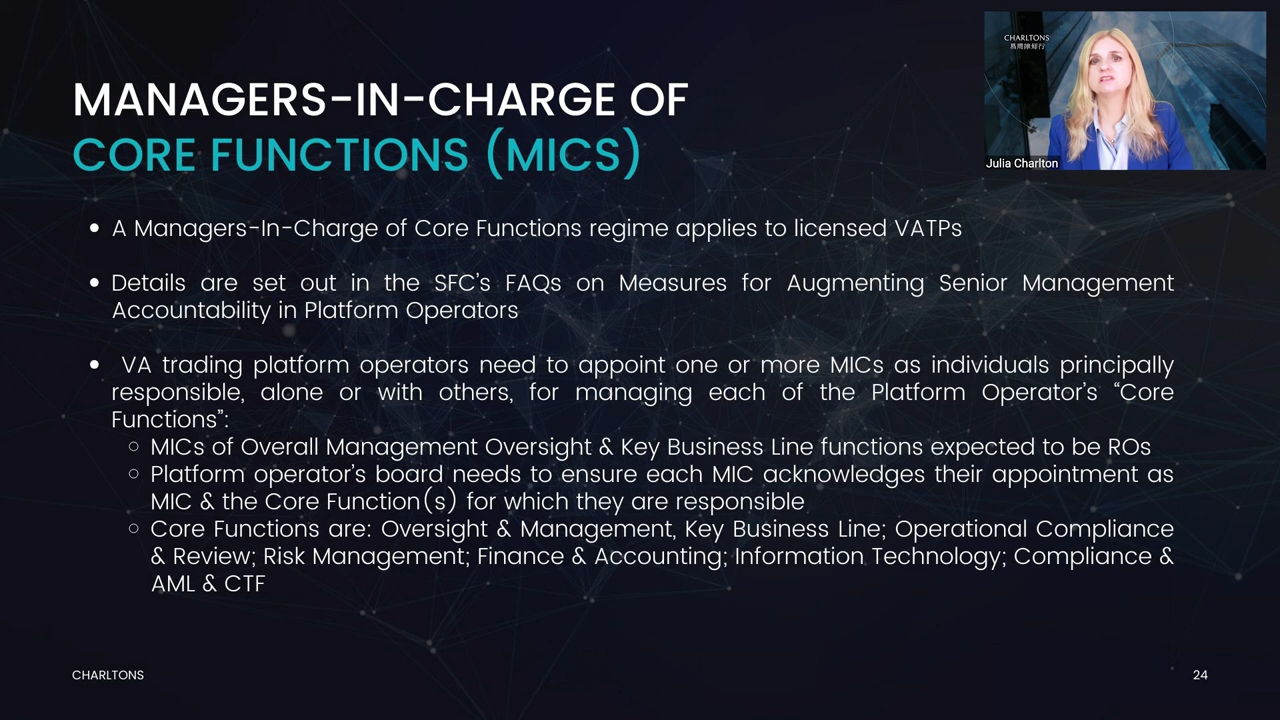 CHARLTONS
易周律師行
Julia Charlton
MANAGERS-IN-CHARGE OF
CORE FUNCTIONS (MICS)
• A Managers-In-Charge of Core Functions regime applies to licensed VATPs
• Details are set out in the SFC’s FAQs on Measures for Augmenting Senior Management
Accountability in Platform Operators
• VA trading platform operators need to appoint one or more MICs as individuals principally
responsible, alone or with others, for managing each of the Platform Operator’s “Core
Functions”:
○ MICs of Overall Management Oversight & Key Business Line functions expected to be ROs
○ Platform operator’s board needs to ensure each MIC acknowledges their appointment as
MIC & the Core Function(s) for which they are responsible
○ Core Functions are: Oversight & Management, Key Business Line; Operational Compliance
& Review; Risk Management; Finance & Accounting; Information Technology; Compliance &
AML & CTF
CHARLTONS
24